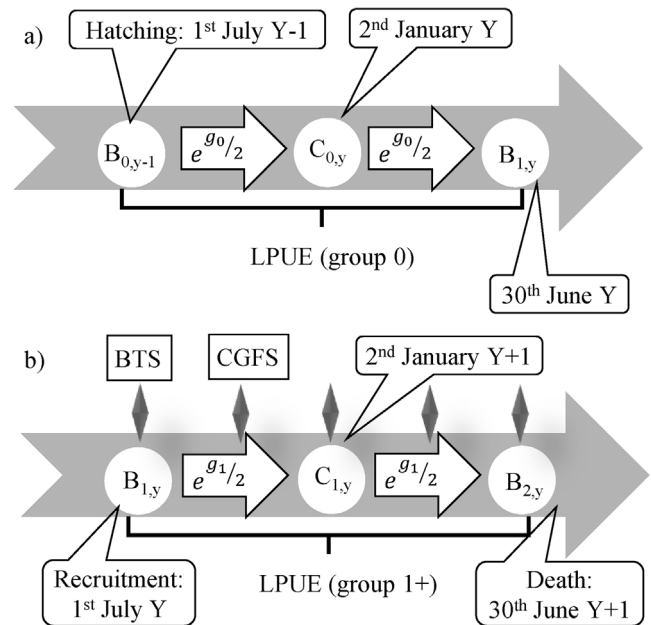 a)
Hatching: 1st July Y-1
2nd January Y
B0,y-1
e^g0/2
C0,y
e^g0/2
B1,y
LPUE (group 0)
30th June Y
b)
BTS
CGFS
2nd January Y+1
B1,y
e^g1/2
C1,y
e^g1/2
B2,y
Recruitment:
1st July Y
LPUE (group 1+)
Death:
30th June Y+1